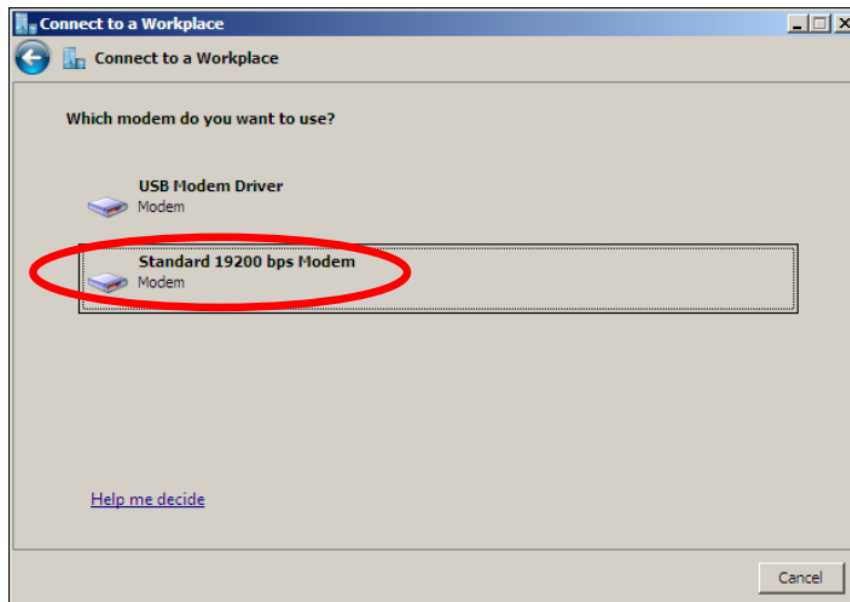 Connect to a Workplace
Connect to a Workplace
Which modem do you want to use?
USB Modem Driver
Modem
Standard 19200 bps Modem
Modem
Help me decide
Cancel